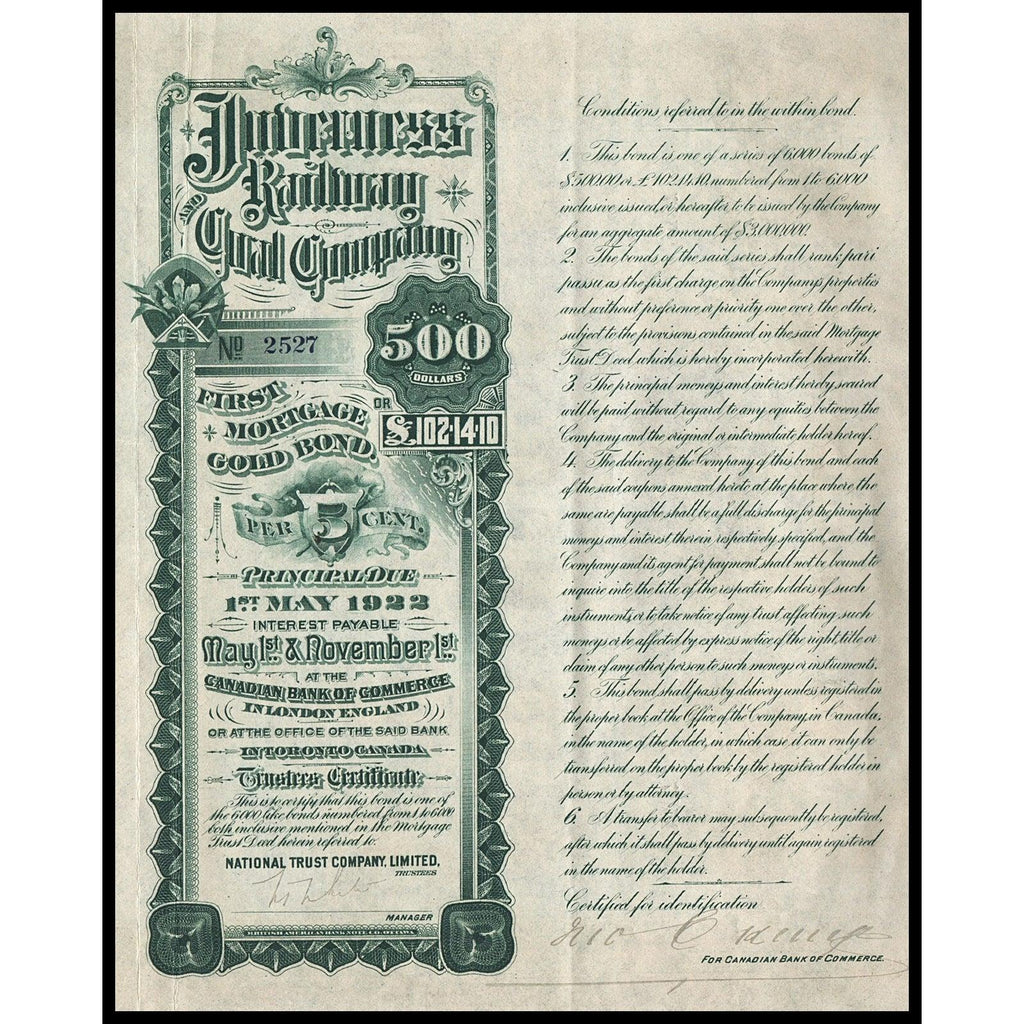 Inverness
Railway
AND
Coal Company
No 2527
500
DOLLARS
OR
£102·14·10
FIRST
MORTGAGE
GOLD BOND.
5
PER CENT.
PRINCIPAL DUE
1ST MAY 1922
INTEREST PAYABLE
May 1st & November 1st
AT THE
CANADIAN BANK OF COMMERCE
IN LONDON ENGLAND
OR AT THE OFFICE OF THE SAID BANK
IN TORONTO CANADA
Trustees Certificate.
This is to certify that this bond is one of
the 6000 like bonds numbered from 1 to 6000
both inclusive mentioned in the Mortgage
Trust Deed herein referred to.
NATIONAL TRUST COMPANY, LIMITED,
TRUSTEES
MANAGER
BRITISH AMERICAN BANK NOTE CO. OTTAWA
Conditions referred to in the within bond.
1. This bond is one of a series of 6,000 bonds of
$500.00 or £102.14.10, numbered from 1 to 6,000
inclusive issued, or hereafter to be issued by the Company
for an aggregate amount of $3,000,000.
2. The bonds of the said series shall rank pari
passu as the first charge on the Company's properties
and without preference or priority one over the other,
subject to the provisions contained in the said Mortgage
Trust Deed which is hereby incorporated herewith.
3. The principal moneys and interest hereby secured
will be paid without regard to any equities between the
Company and the original or intermediate holder hereof.
4. The delivery to the Company of this bond and each
of the said coupons annexed hereto at the place where the
same are payable shall be a full discharge for the principal
moneys and interest therein respectively specified, and the
Company and its agent for payment shall not be bound to
inquire into the title of the respective holders of such
instruments, or to take notice of any trust affecting such
moneys or be affected by express notice of the right, title or
claim of any other person to such moneys or instruments.
5. This bond shall pass by delivery unless registered in
the proper book at the Office of the Company, in Canada,
in the name of the holder, in which case it can only be
transferred on the proper book by the registered holder in
person or by attorney.
6. A transfer to bearer may subsequently be registered,
after which it shall pass by delivery until again registered
in the name of the holder.
Certified for identification
FOR CANADIAN BANK OF COMMERCE.